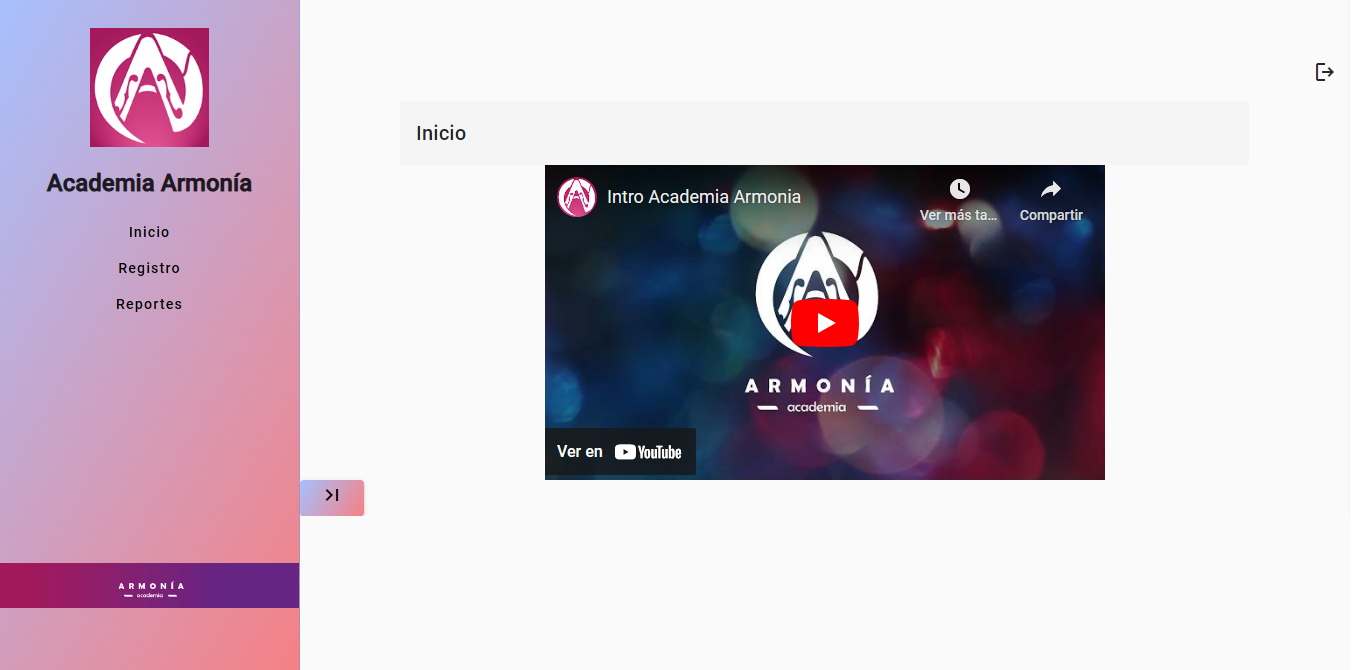 Academia Armonía
Inicio
Registro
Reportes
ARMONÍA
academia
Inicio
Intro Academia Armonia
Ver más ta...
Compartir
ARMONÍA
academia
Ver en YouTube